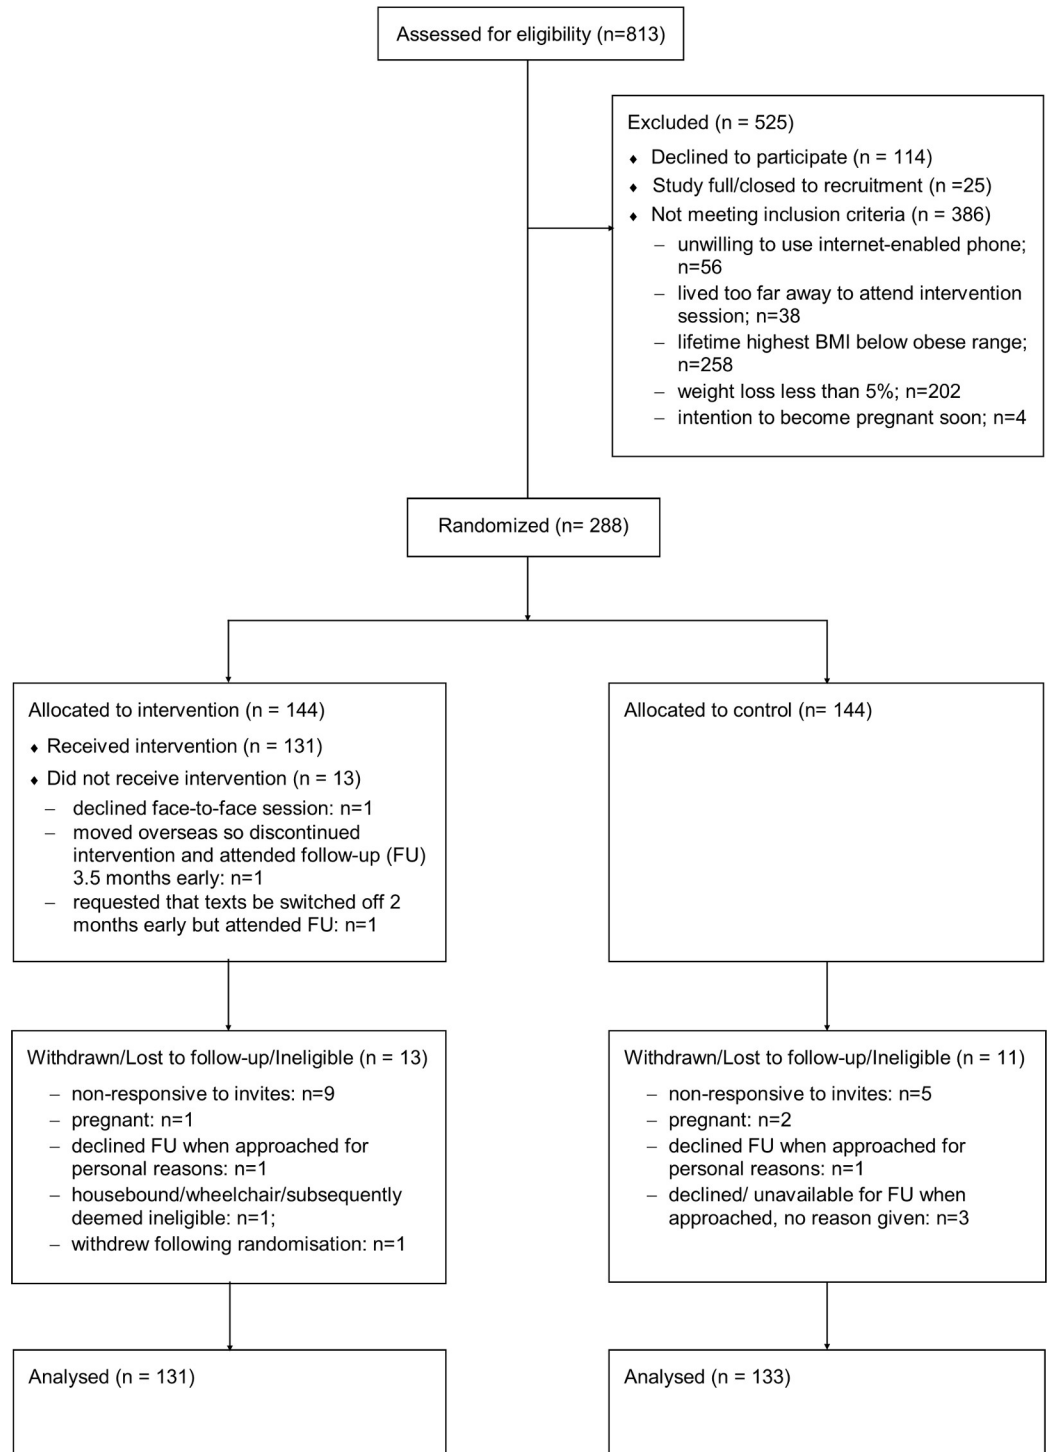 Assessed for eligibility (n=813)
Excluded (n = 525)
♦ Declined to participate (n = 114)
♦ Study full/closed to recruitment (n =25)
♦ Not meeting inclusion criteria (n = 386)
– unwilling to use internet-enabled phone;
n=56
– lived too far away to attend intervention
session; n=38
– lifetime highest BMI below obese range;
n=258
– weight loss less than 5%; n=202
– intention to become pregnant soon; n=4
Randomized (n= 288)
Allocated to intervention (n = 144)
♦ Received intervention (n = 131)
♦ Did not receive intervention (n = 13)
– declined face-to-face session: n=1
– moved overseas so discontinued
intervention and attended follow-up (FU)
3.5 months early: n=1
– requested that texts be switched off 2
months early but attended FU: n=1
Allocated to control (n= 144)
Withdrawn/Lost to follow-up/Ineligible (n = 13)
– non-responsive to invites: n=9
– pregnant: n=1
– declined FU when approached for
personal reasons: n=1
– housebound/wheelchair/subsequently
deemed ineligible: n=1;
– withdrew following randomisation: n=1
Withdrawn/Lost to follow-up/Ineligible (n = 11)
– non-responsive to invites: n=5
– pregnant: n=2
– declined FU when approached for
personal reasons: n=1
– declined/ unavailable for FU when
approached, no reason given: n=3
Analysed (n = 131)
Analysed (n = 133)